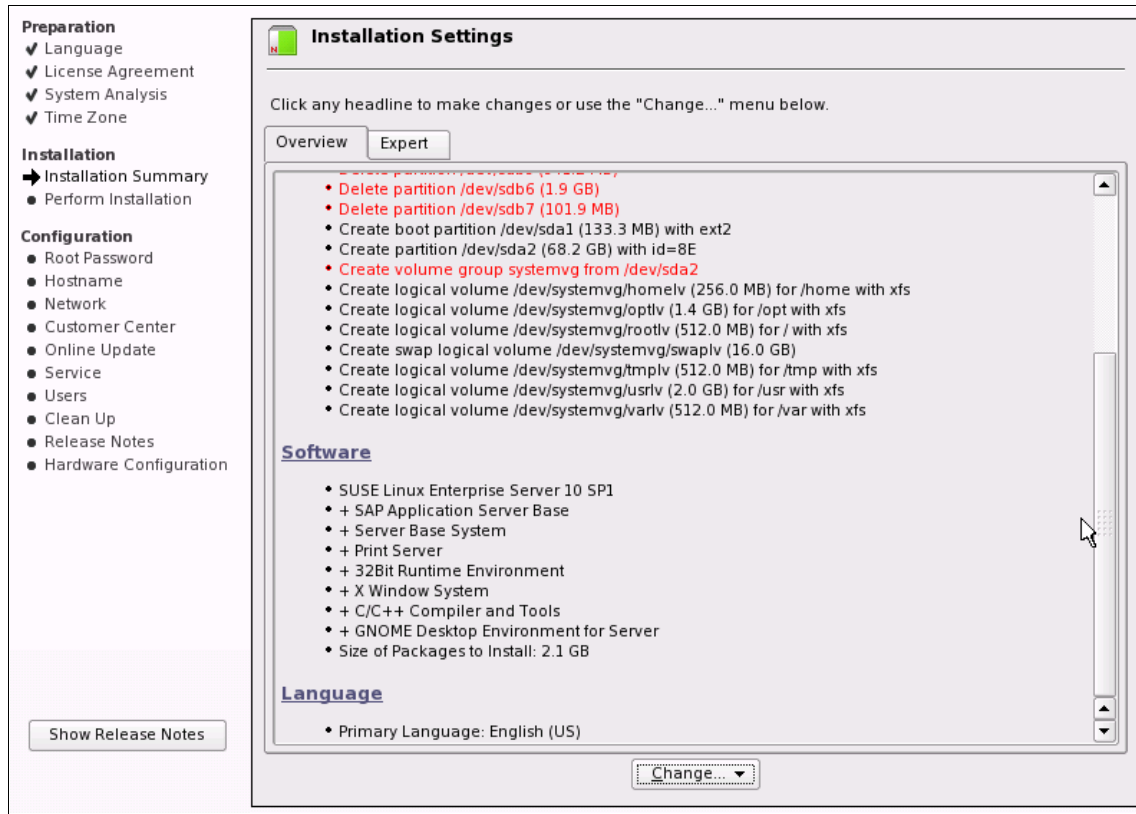 Preparation
Language
License Agreement
System Analysis
Time Zone
Installation
Installation Summary
Perform Installation
Configuration
Root Password
Hostname
Network
Customer Center
Online Update
Service
Users
Clean Up
Release Notes
Hardware Configuration
Show Release Notes
N
Installation Settings
Click any headline to make changes or use the "Change..." menu below.
Overview Expert
Delete partition /dev/sdb6 (1.9 GB)
Delete partition /dev/sdb7 (101.9 MB)
Create boot partition /dev/sda1 (133.3 MB) with ext2
Create partition /dev/sda2 (68.2 GB) with id=8E
Create volume group systemvg from /dev/sda2
Create logical volume /dev/systemvg/homelv (256.0 MB) for /home with xfs
Create logical volume /dev/systemvg/optlv (1.4 GB) for /opt with xfs
Create logical volume /dev/systemvg/rootlv (512.0 MB) for / with xfs
Create swap logical volume /dev/systemvg/swaplv (16.0 GB)
Create logical volume /dev/systemvg/tmplv (512.0 MB) for /tmp with xfs
Create logical volume /dev/systemvg/usrlv (2.0 GB) for /usr with xfs
Create logical volume /dev/systemvg/varlv (512.0 MB) for /var with xfs
Software
SUSE Linux Enterprise Server 10 SP1
+ SAP Application Server Base
+ Server Base System
+ Print Server
+ 32Bit Runtime Environment
+ X Window System
+ C/C++ Compiler and Tools
+ GNOME Desktop Environment for Server
Size of Packages to Install: 2.1 GB
Language
Primary Language: English (US)
Change...